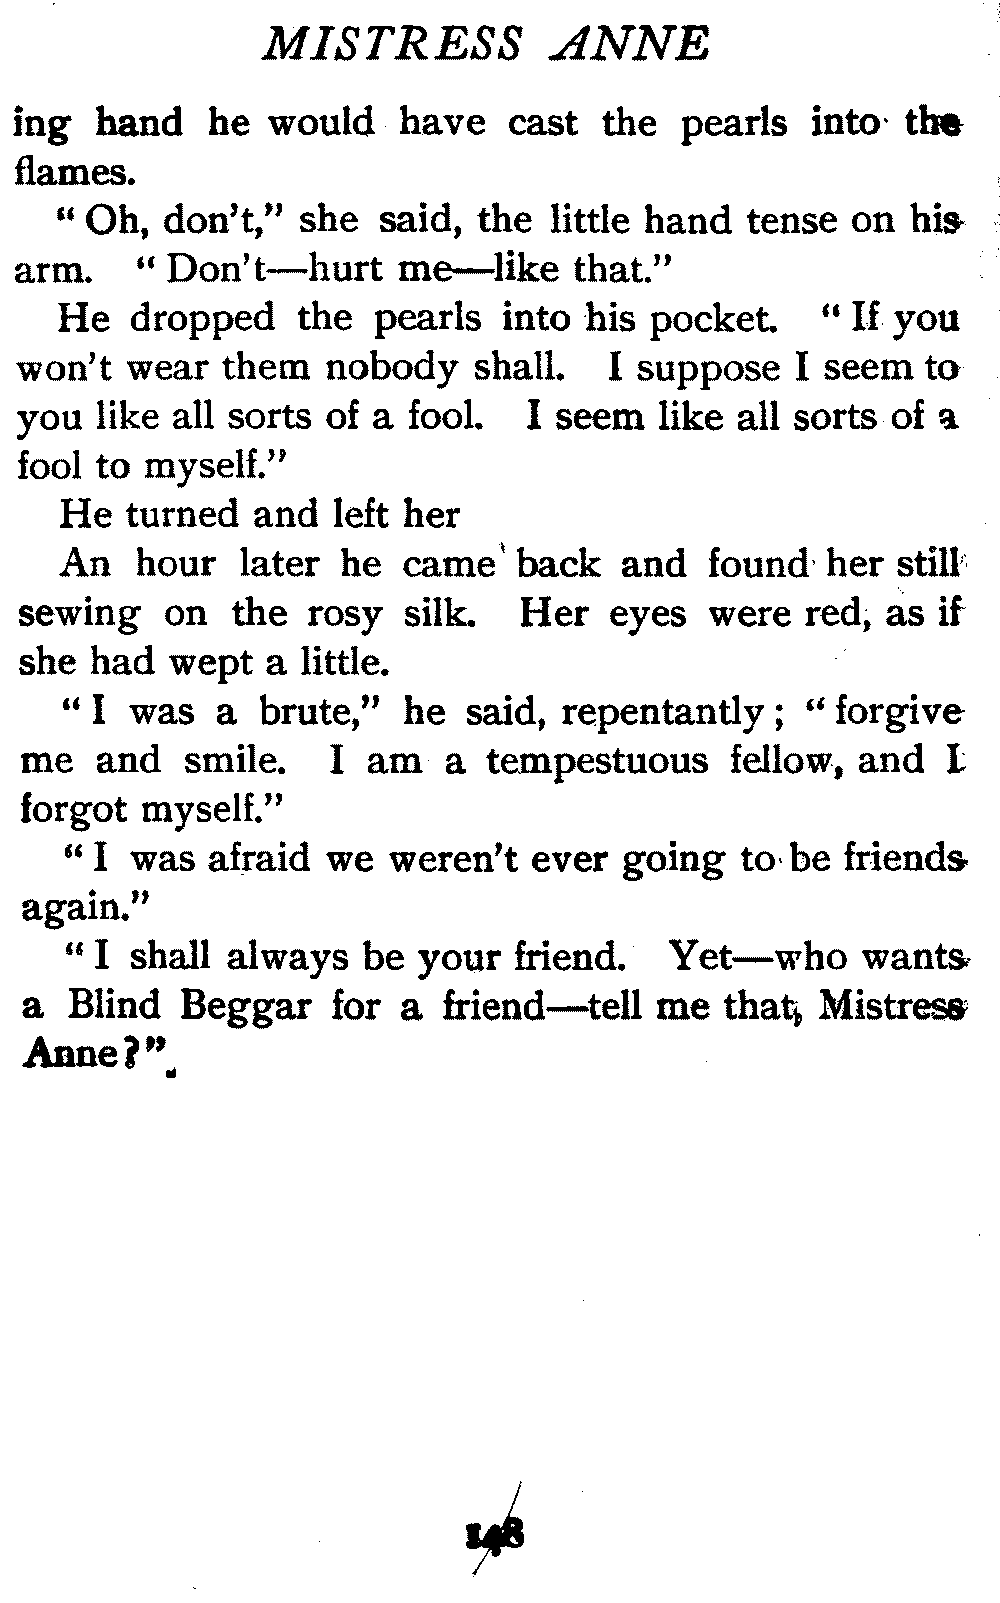 MISTRESS ANNE
ing hand he would have cast the pearls into the
flames.
" Oh, don't," she said, the little hand tense on his
arm. " Don't—hurt me—like that."
He dropped the pearls into his pocket. " If you
won't wear them nobody shall. I suppose I seem to
you like all sorts of a fool. I seem like all sorts of a
fool to myself."
He turned and left her
An hour later he came back and found her still
sewing on the rosy silk. Her eyes were red, as if
she had wept a little.
" I was a brute," he said, repentantly ; " forgive
me and smile. I am a tempestuous fellow, and I
forgot myself."
" I was afraid we weren't ever going to be friends
again."
" I shall always be your friend. Yet—who wants
a Blind Beggar for a friend—tell me that, Mistress
Anne?"
148